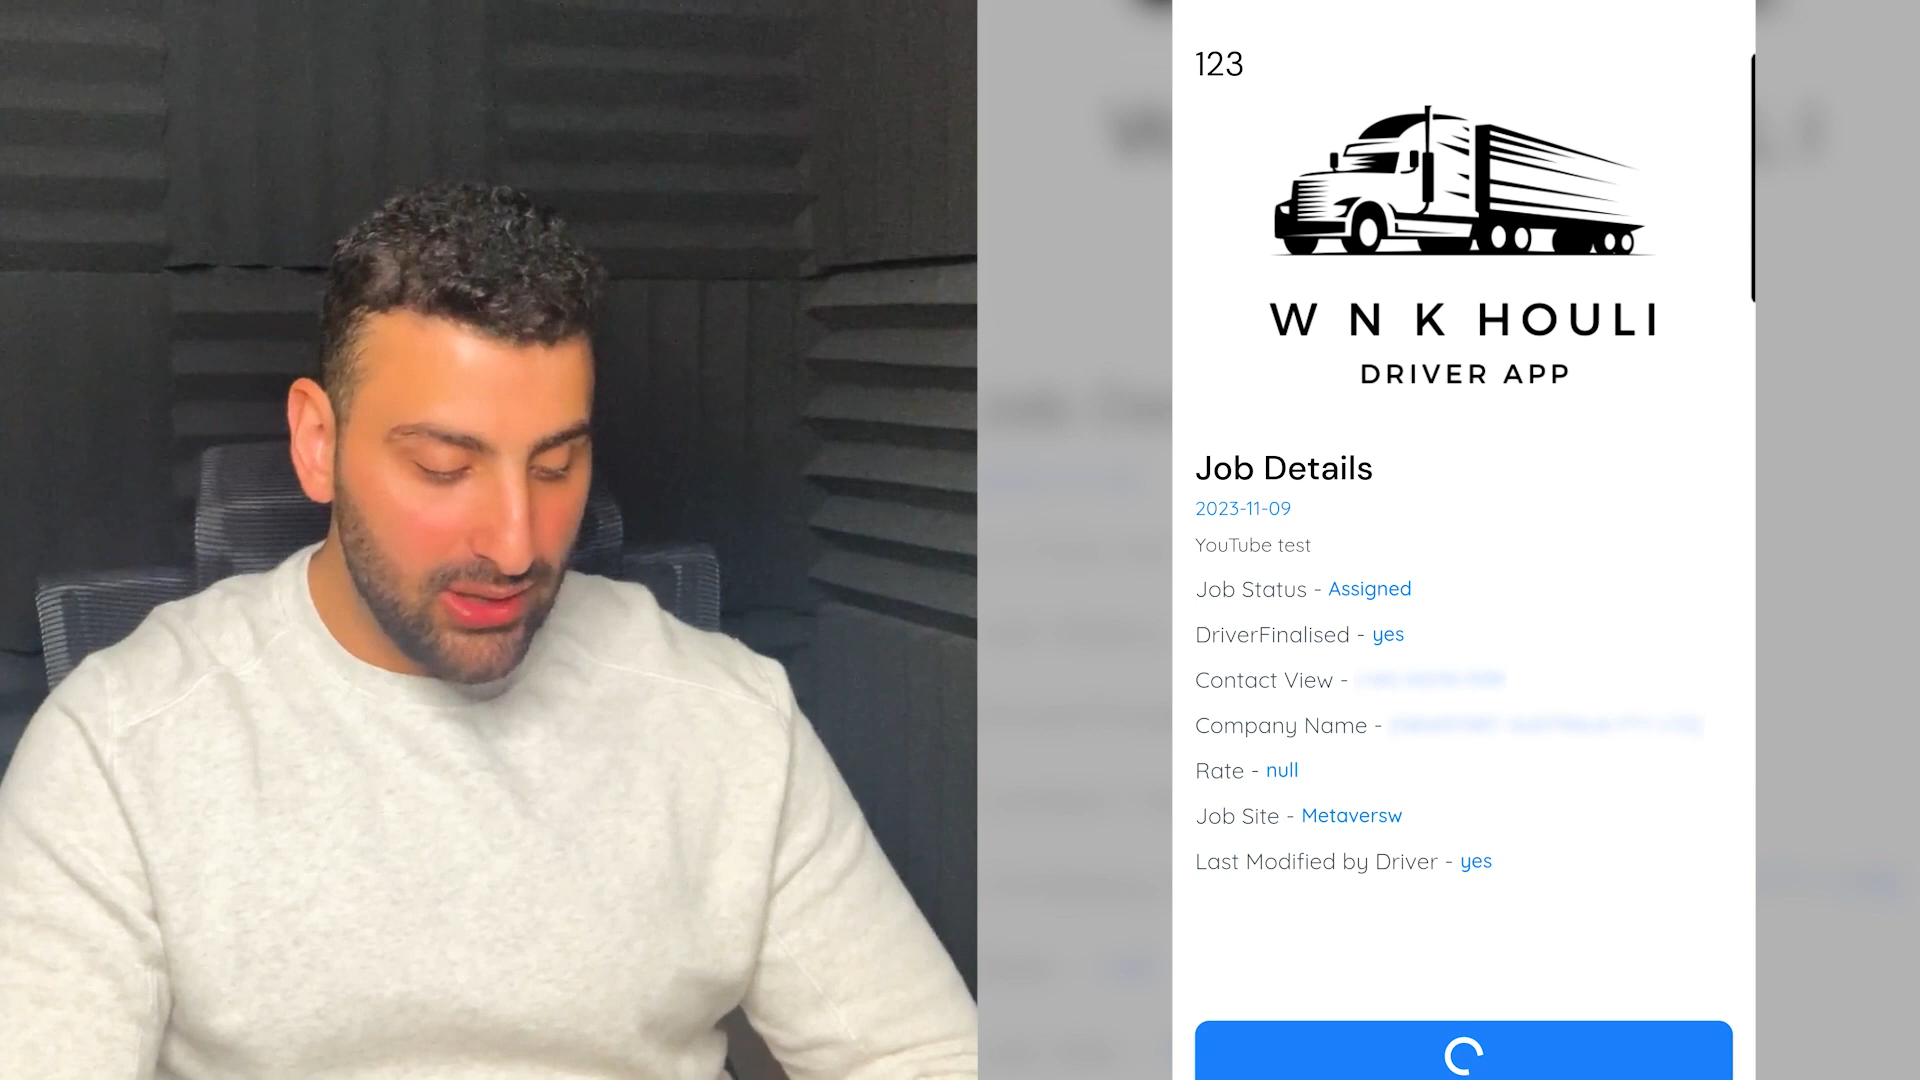 123
W N K HOULI
DRIVER APP
Job Details
2023-11-09
YouTube test
Job Status - Assigned
DriverFinalised - yes
Contact View -
Company Name -
Rate - null
Job Site - Metaversw
Last Modified by Driver - yes